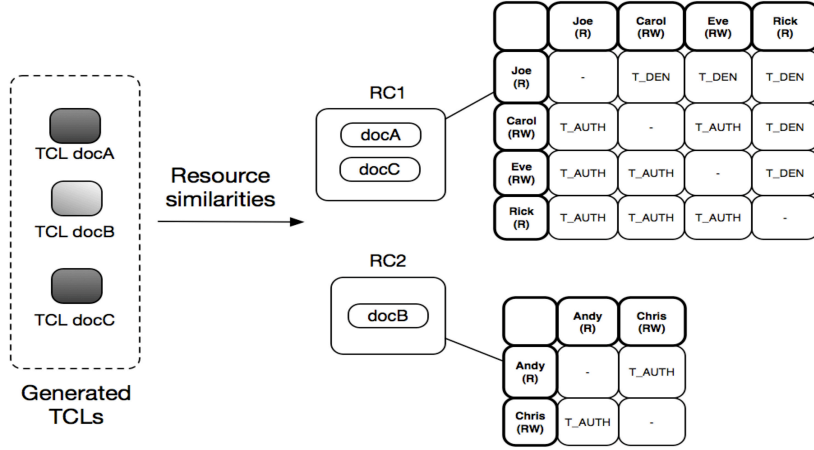 TCL docA
TCL docB
TCL docC
Generated
TCLs
Resource
similarities
RC1
docA
docC
Joe Carol Eve Rick
(R) (RW) (RW) (R)
Joe
(R) - T_DEN T_DEN T_DEN
Carol
(RW) T_AUTH - T_AUTH T_DEN
Eve
(RW) T_AUTH T_AUTH - T_DEN
Rick
(R) T_AUTH T_AUTH T_AUTH -
RC2
docB
Andy Chris
(R) (RW)
Andy
(R) - T_AUTH
Chris
(RW) T_AUTH -